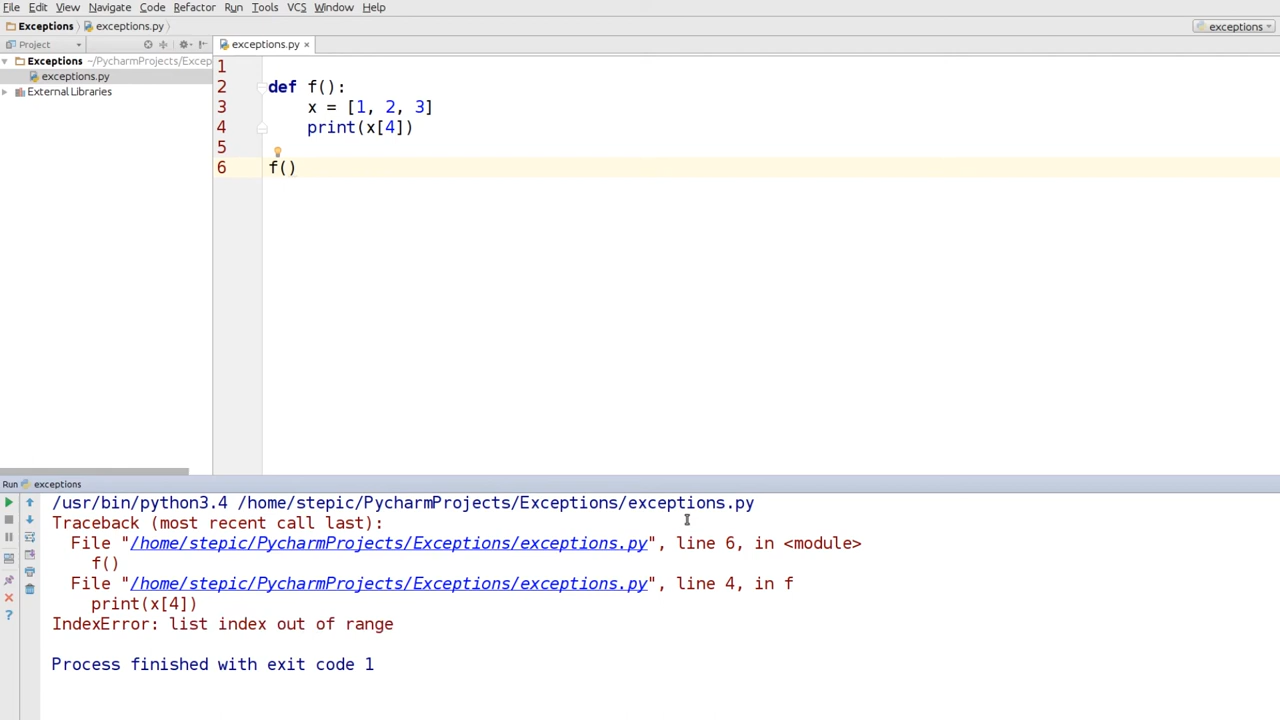 File Edit View Navigate Code Refactor Run Tools VCS Window Help
Exceptions exceptions.py exceptions
Project exceptions.py ×
Exceptions ~/PycharmProjects/Excep
exceptions.py
External Libraries
1
2 def f():
3 x = [1, 2, 3]
4 print(x[4])
5
6 f()
Run exceptions
/usr/bin/python3.4 /home/stepic/PycharmProjects/Exceptions/exceptions.py
Traceback (most recent call last):
File "/home/stepic/PycharmProjects/Exceptions/exceptions.py", line 6, in <module>
f()
File "/home/stepic/PycharmProjects/Exceptions/exceptions.py", line 4, in f
print(x[4])
IndexError: list index out of range
Process finished with exit code 1